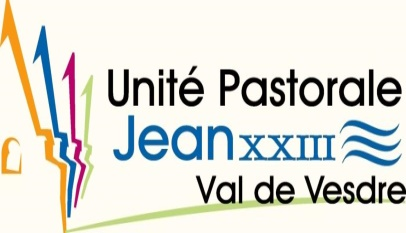 Unité Pastorale
Jean XXIII
Val de Vesdre